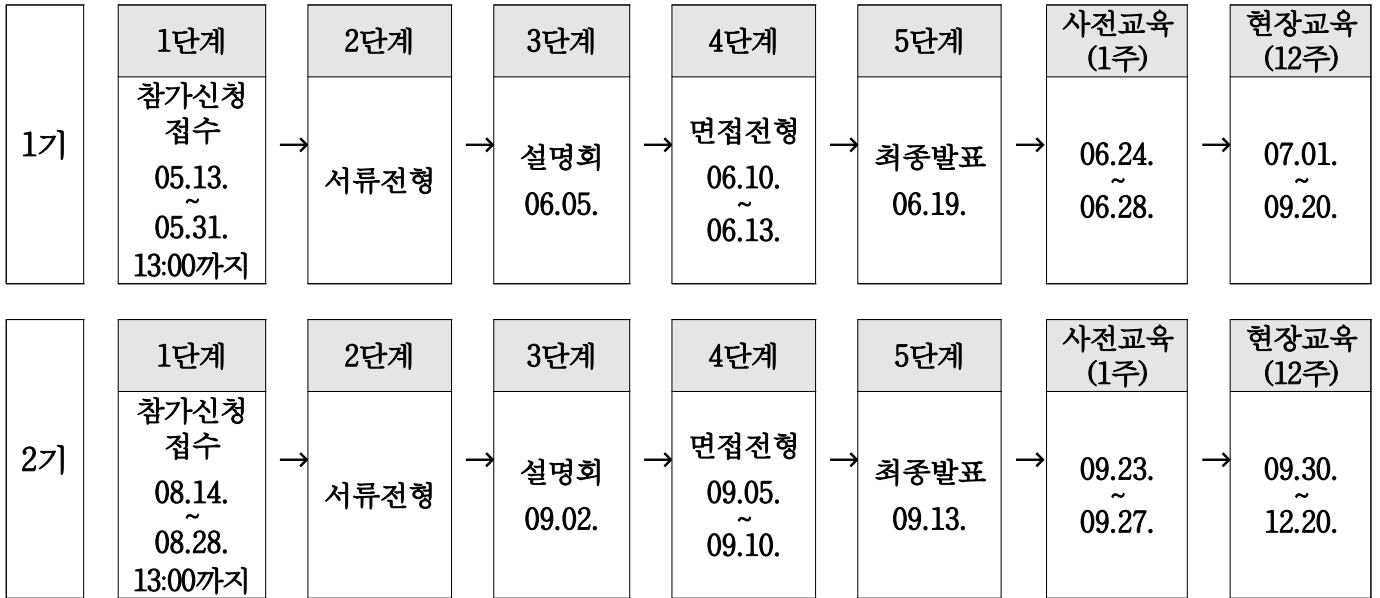 1기
1단계
참가신청
접수
05.13.
~
05.31.
13:00까지
→
2단계
서류전형
→
3단계
설명회
06.05.
→
4단계
면접전형
06.10.
~
06.13.
→
5단계
최종발표
06.19.
→
사전교육
(1주)
06.24.
~
06.28.
→
현장교육
(12주)
07.01.
~
09.20.
2기
1단계
참가신청
접수
08.14.
~
08.28.
13:00까지
→
2단계
서류전형
→
3단계
설명회
09.02.
→
4단계
면접전형
09.05.
~
09.10.
→
5단계
최종발표
09.13.
→
사전교육
(1주)
09.23.
~
09.27.
→
현장교육
(12주)
09.30.
~
12.20.